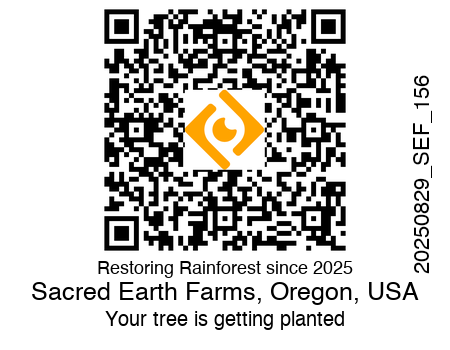 Restoring Rainforest since 2025
Sacred Earth Farms, Oregon, USA
Your tree is getting planted
20250829_SEF_156